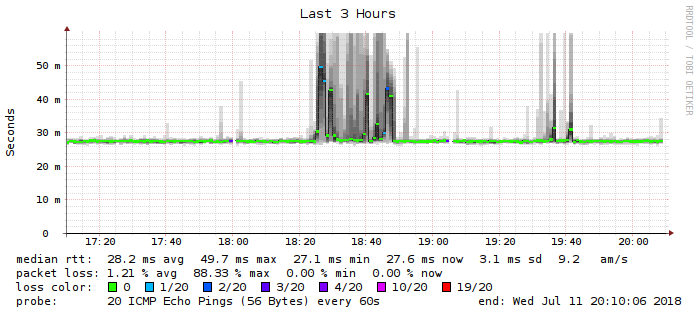 Last 3 Hours
RRDTOOL / TOBI OETIKER
Seconds
50 m
40 m
30 m
20 m
10 m
0 m
17:20 17:40 18:00 18:20 18:40 19:00 19:20 19:40 20:00
median rtt: 28.2 ms avg 49.7 ms max 27.1 ms min 27.6 ms now 3.1 ms sd 9.2 am/s
packet loss: 1.21 % avg 88.33 % max 0.00 % min 0.00 % now
loss color: 0 1/20 2/20 3/20 4/20 10/20 19/20
probe: 20 ICMP Echo Pings (56 Bytes) every 60s end: Wed Jul 11 20:10:06 2018